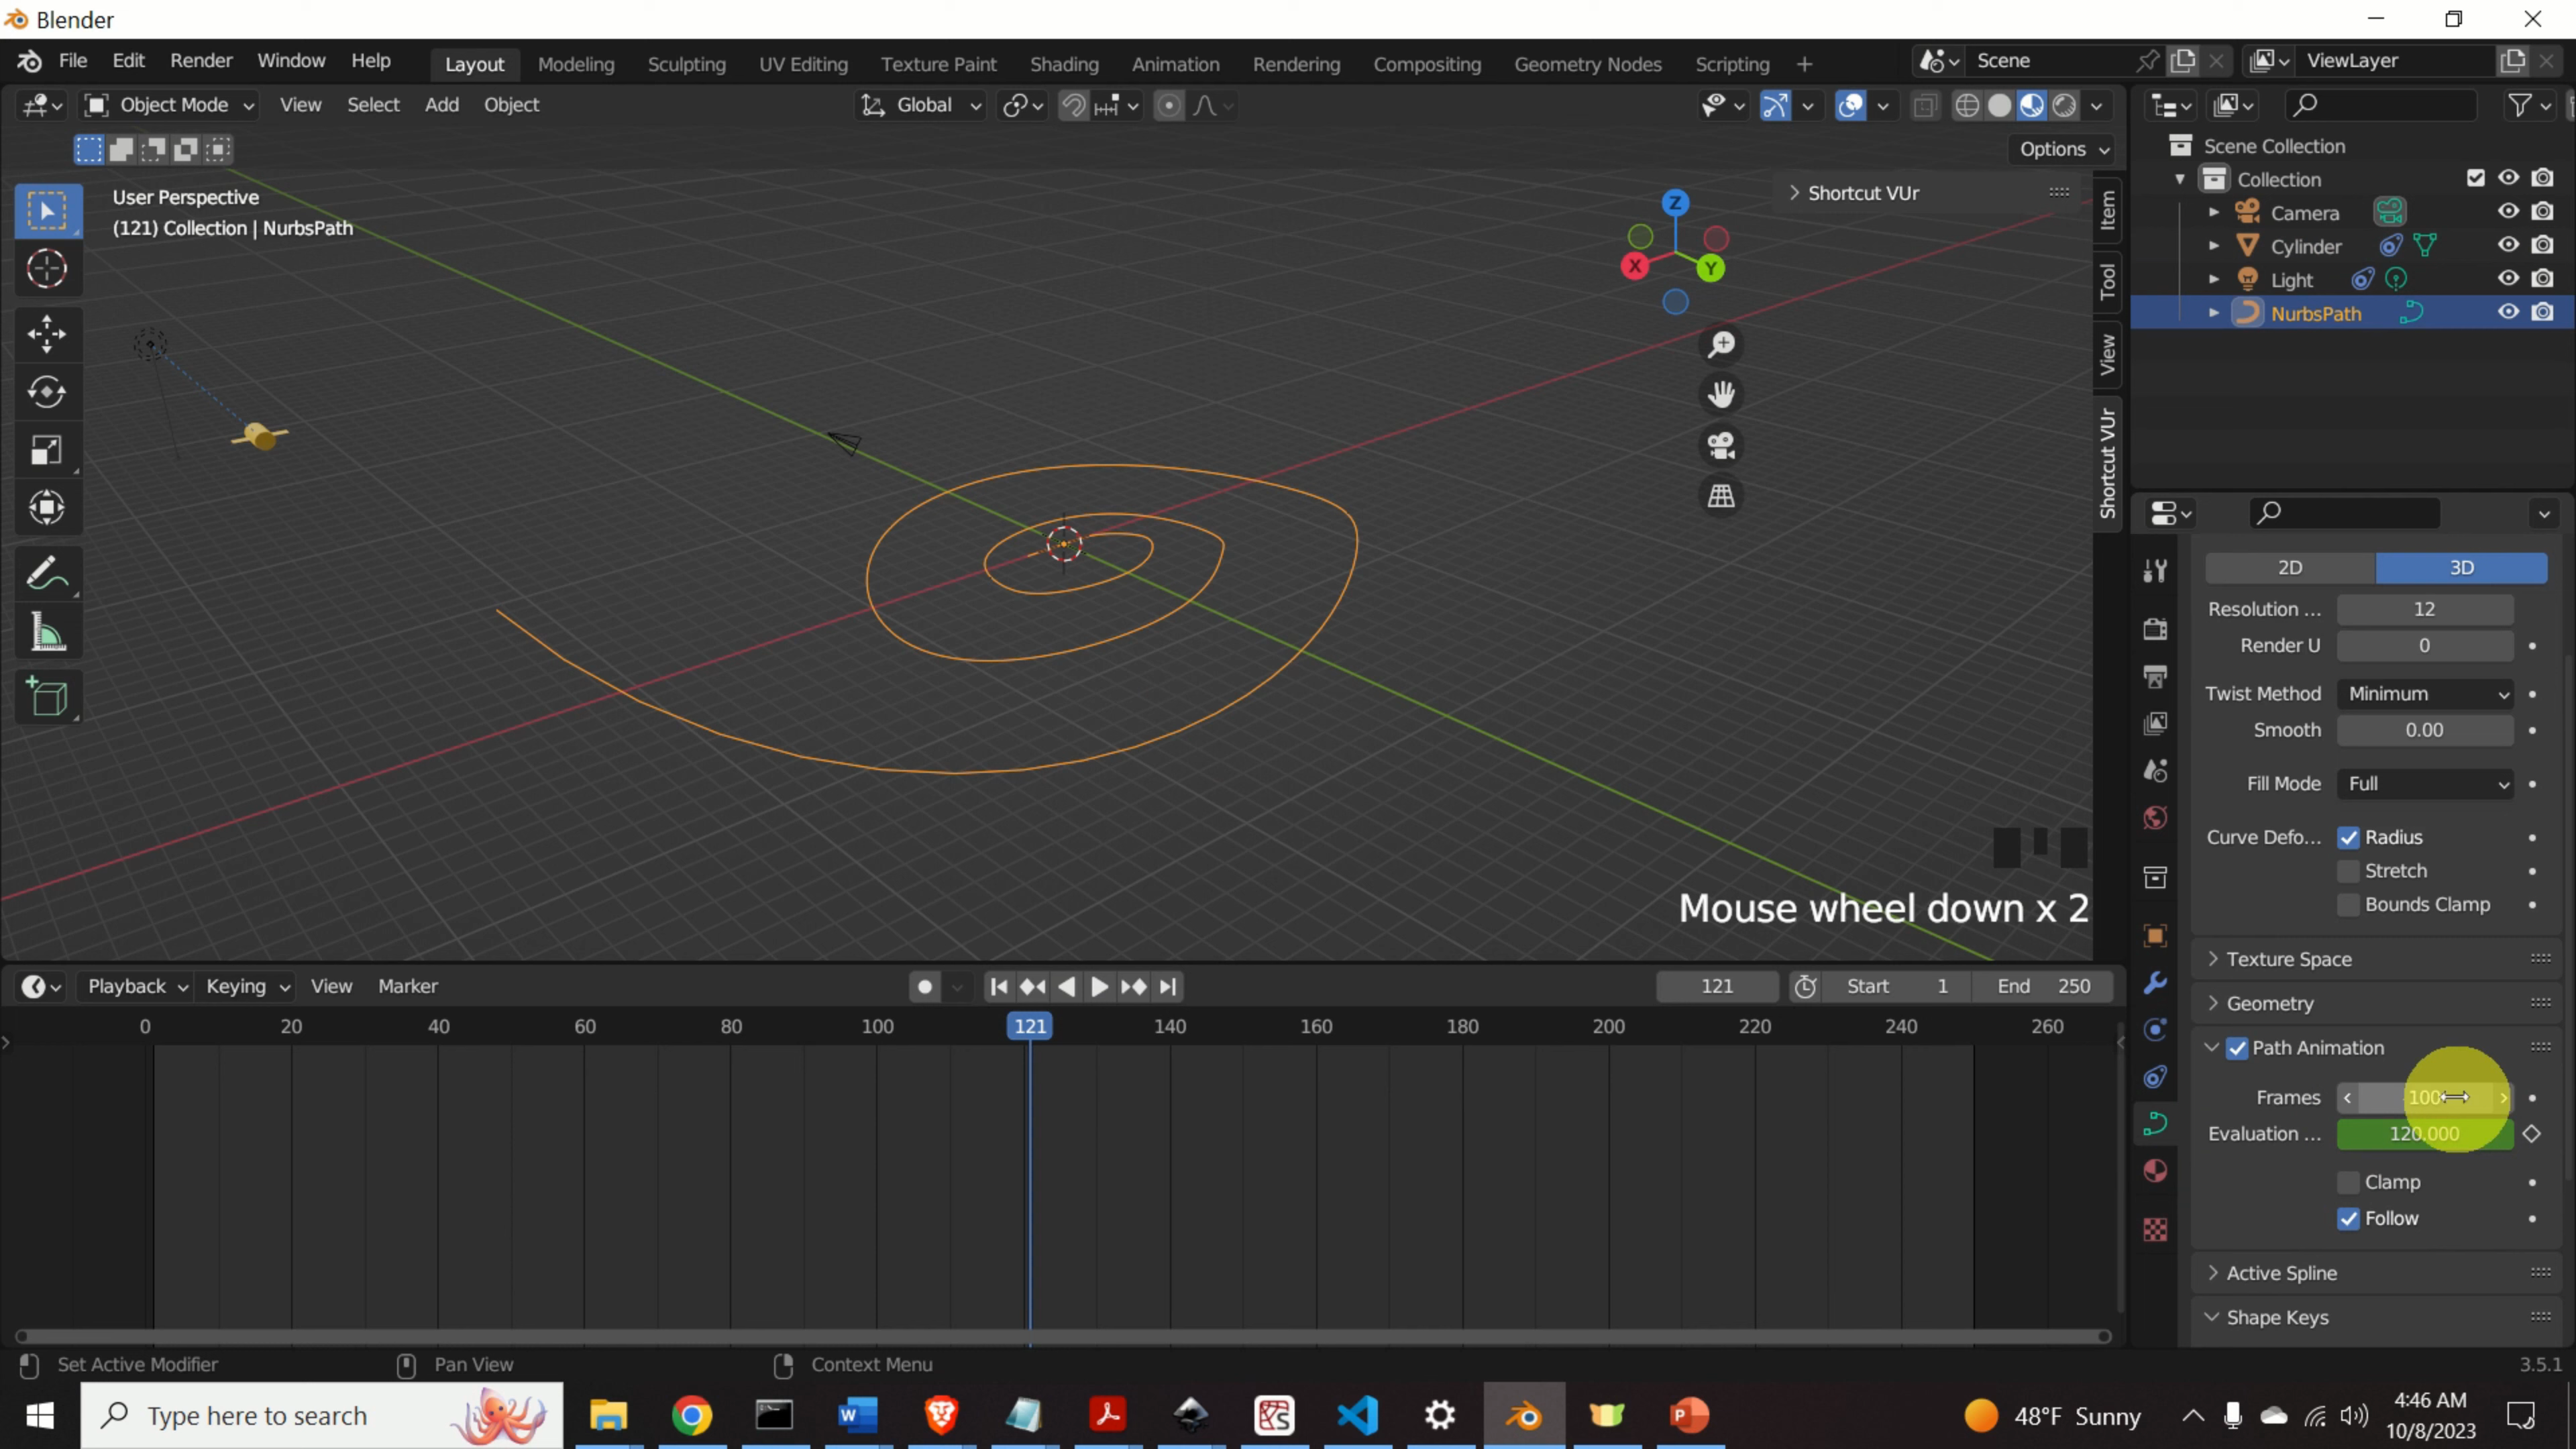 Blender
File Edit Render Window Help Layout Modeling Sculpting UV Editing Texture Paint Shading Animation Rendering Compositing Geometry Nodes Scripting + Scene ViewLayer
Object Mode View Select Add Object Global
Options
User Perspective
(121) Collection | NurbsPath
Shortcut VUr
Z
X
Y
Item
Tool
View
Shortcut VUr
Scene Collection
Collection
Camera
Cylinder
Light
NurbsPath
2D 3D
Resolution ... 12
Render U 0
Twist Method Minimum
Smooth 0.00
Fill Mode Full
Curve Defo... Radius
Stretch
Bounds Clamp
Texture Space
Geometry
Path Animation
Frames 100
Evaluation ... 120.000
Clamp
Follow
Active Spline
Shape Keys
Mouse wheel down x 2
Playback Keying View Marker 121 Start 1 End 250
0 20 40 60 80 100 121 140 160 180 200 220 240 260
Set Active Modifier Pan View Context Menu 3.5.1
Type here to search
48°F Sunny
4:46 AM
10/8/2023